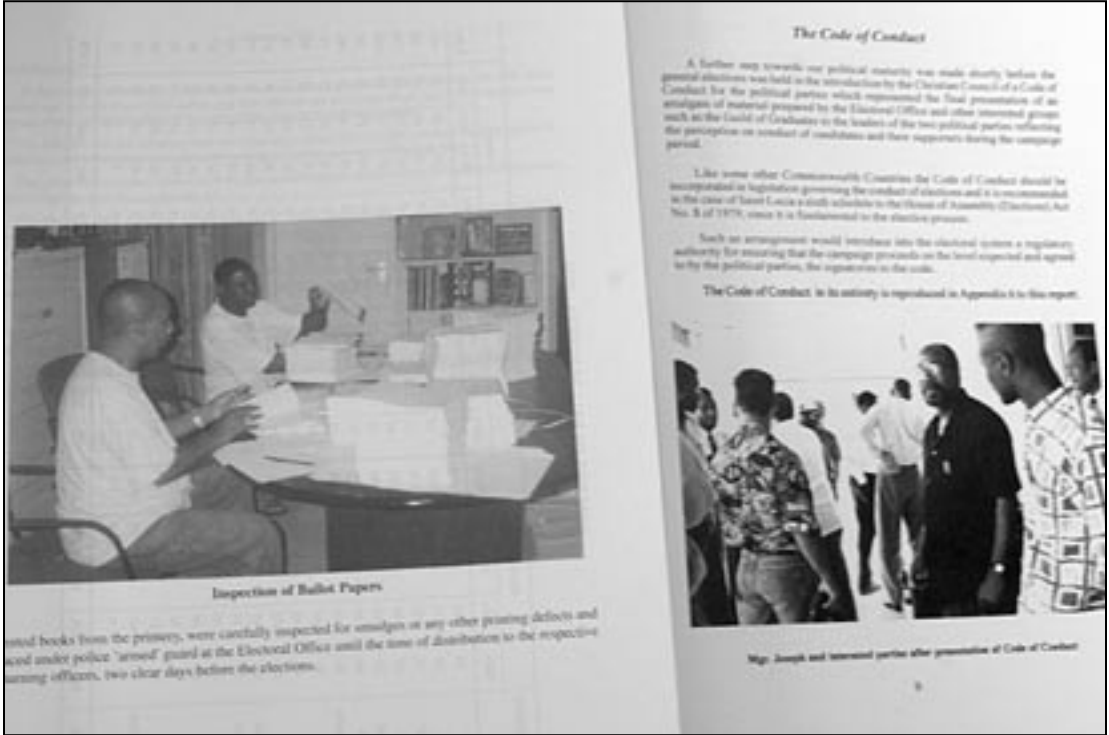 Inspection of Ballot Papers
books from the printery, were carefully inspected for smudges or any other printing defects and
under police 'armed' guard at the Electoral Office until the time of distribution to the respective
officers, two clear days before the elections.
The Code of Conduct
A further step towards our political maturity was made shortly before the
general elections was held in the introduction by the Christian Council of a Code of
Conduct for the political parties which represented the final presentation of an
amalgam of material prepared by the Electoral Office and other interested groups
such as the Guild of Graduates to the leaders of the two political parties reflecting
the perception on conduct of candidates and their supporters during the campaign
period.
Like some other Commonwealth Countries the Code of Conduct should be
incorporated in legislation governing the conduct of elections and it is recommended
in the case of Saint Lucia a sixth schedule to the House of Assembly (Elections) Act
No. 8 of 1979, since it is fundamental to the election process.
Such an arrangement would introduce into the electoral system a regulatory
authority for ensuring that the campaign proceeds on the level expected and agreed
to by the political parties, the signatories to the code.
The Code of Conduct in its entirety is reproduced in Appendix 6 to this report.
Mgr. Joseph and interested parties after presentation of Code of Conduct